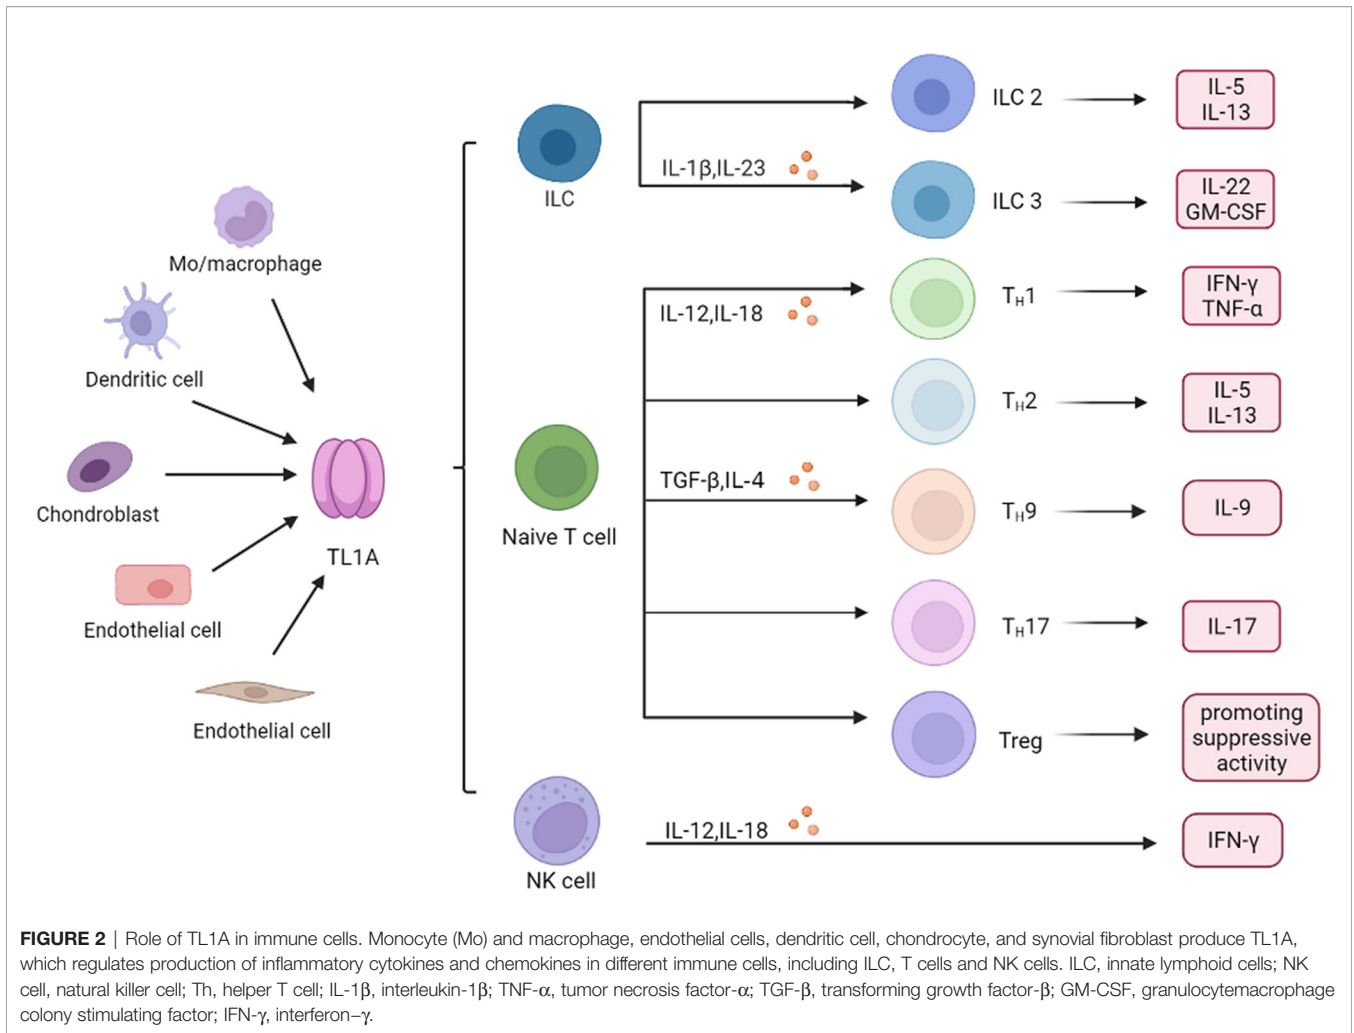 Mo/macrophage
Dendritic cell
Chondroblast
Endothelial cell
Endothelial cell
TL1A
ILC
Naive T cell
NK cell
IL-1β,IL-23
IL-12,IL-18
TGF-β,IL-4
IL-12,IL-18
ILC 2
IL-5
IL-13
ILC 3
IL-22
GM-CSF
TH1
IFN-γ
TNF-α
TH2
IL-5
IL-13
TH9
IL-9
TH17
IL-17
Treg
promoting
suppressive
activity
IFN-γ
FIGURE 2 | Role of TL1A in immune cells. Monocyte (Mo) and macrophage, endothelial cells, dendritic cell, chondrocyte, and synovial fibroblast produce TL1A,
which regulates production of inflammatory cytokines and chemokines in different immune cells, including ILC, T cells and NK cells. ILC, innate lymphoid cells; NK
cell, natural killer cell; Th, helper T cell; IL-1β, interleukin-1β; TNF-α, tumor necrosis factor-α; TGF-β, transforming growth factor-β; GM-CSF, granulocytemacrophage
colony stimulating factor; IFN-γ, interferon–γ.